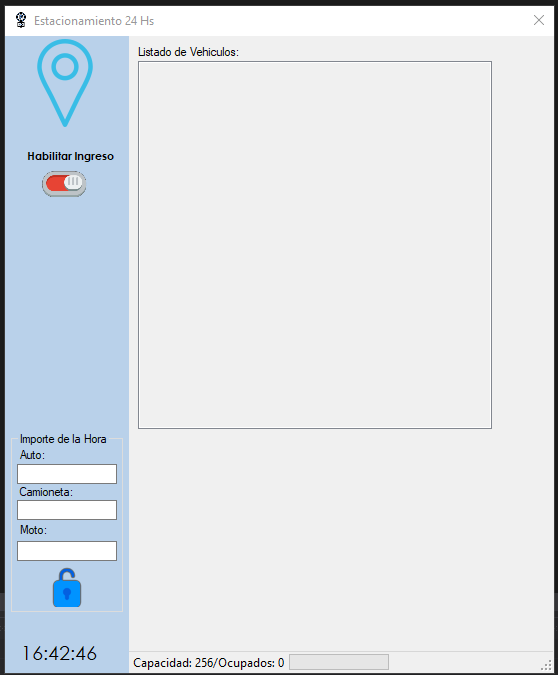 Estacionamiento 24 Hs
Listado de Vehiculos:
Habilitar Ingreso
Importe de la Hora
Auto:
Camioneta:
Moto:
16:42:46
Capacidad: 256/Ocupados: 0